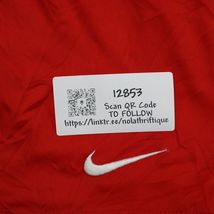 12853
Scan QR Code
TO FOLLOW
https://linktr.ee/nolathriftique